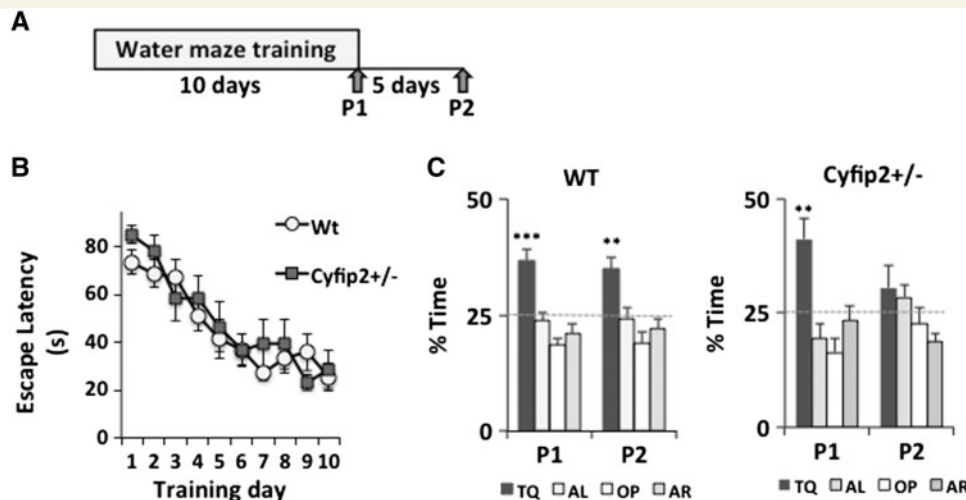 A
Water maze training
10 days
5 days
P1
P2
B
Escape Latency
(s)
80
60
40
20
0
Wt
Cyfip2+/-
1 2 3 4 5 6 7 8 9 10
Training day
C
WT
% Time
50
25
0
***
**
P1
P2
TQ AL OP AR
Cyfip2+/-
% Time
50
25
0
**
P1
P2
TQ AL OP AR